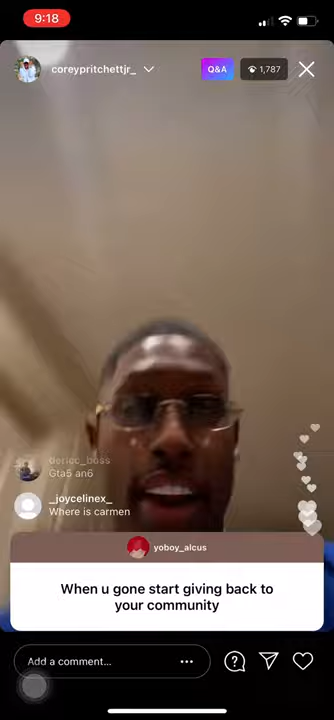 9:18
coreypritchettjr_
Q&A
1,787
deriec_boss
Gta5 an6
_joycelinex_
Where is carmen
yoboy_alcus
When u gone start giving back to
your community
Add a comment...